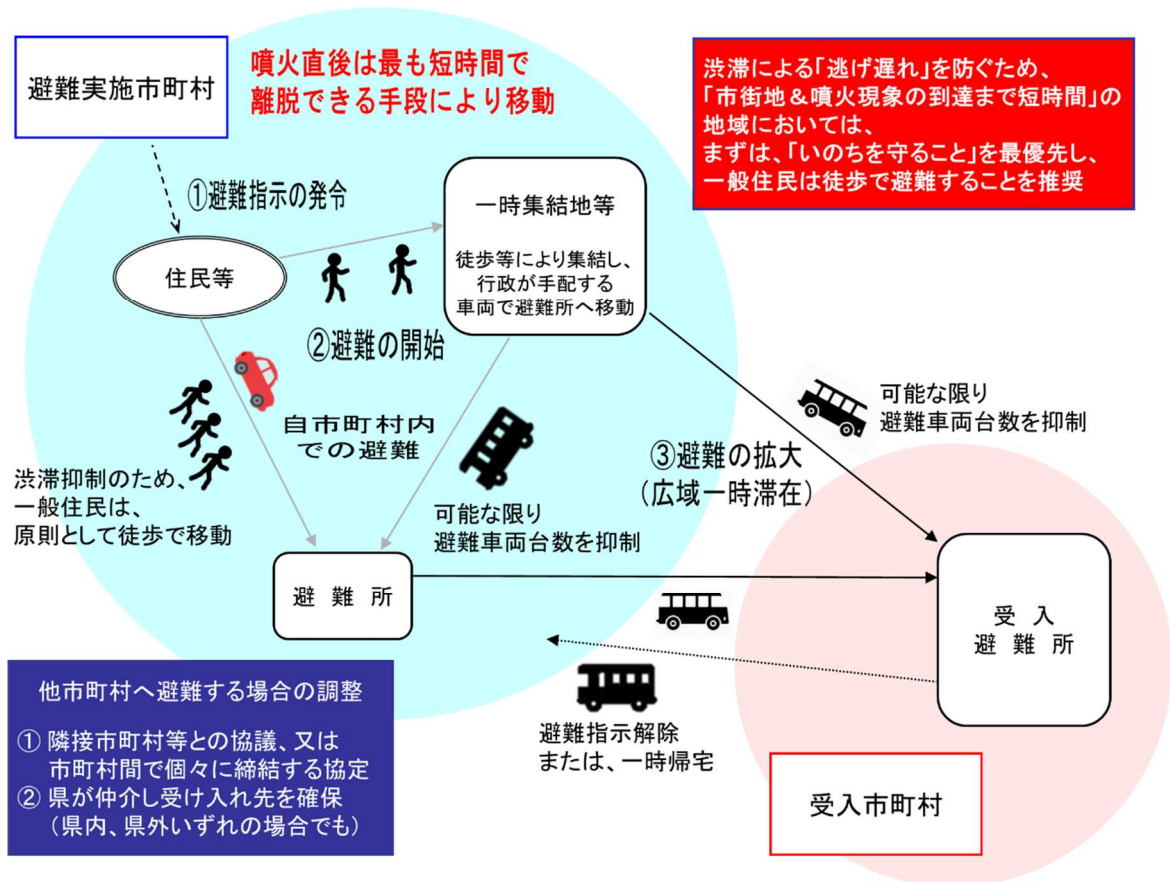 避難実施市町村
噴火直後は最も短時間で
離脱できる手段により移動
渋滞による「逃げ遅れ」を防ぐため、
「市街地＆噴火現象の到達まで短時間」の
地域においては、
まずは、「いのちを守ること」を最優先し、
一般住民は徒歩で避難することを推奨
①避難指示の発令
一時集結地等
徒歩等により集結し、
行政が手配する
車両で避難所へ移動
住民等
②避難の開始
自市町村内
での避難
渋滞抑制のため、
一般住民は、
原則として徒歩で移動
可能な限り
避難車両台数を抑制
可能な限り
避難車両台数を抑制
③避難の拡大
（広域一時滞在）
避難所
受入
避難所
避難指示解除
または、一時帰宅
他市町村へ避難する場合の調整
① 隣接市町村等との協議、又は
市町村間で個々に締結する協定
② 県が仲介し受け入れ先を確保
（県内、県外いずれの場合でも）
受入市町村